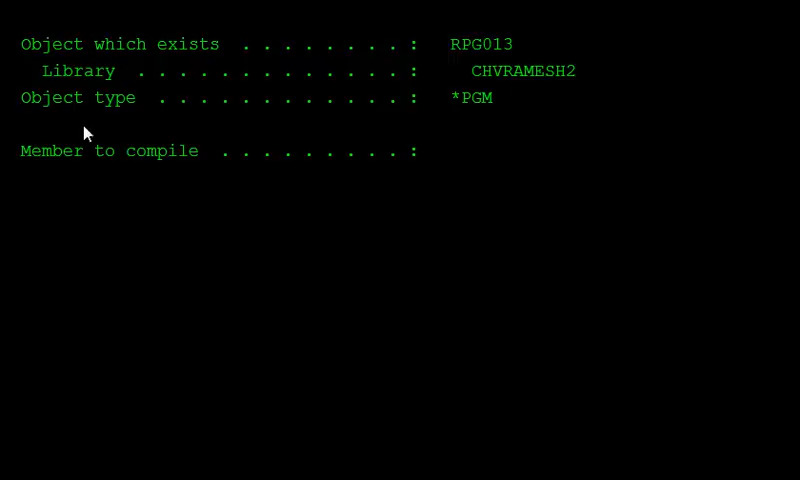 Object which exists . . . . . . . . : RPG013
Library . . . . . . . . . . . . . : CHVRAMESH2
Object type . . . . . . . . . . . . : *PGM
Member to compile . . . . . . . . . :